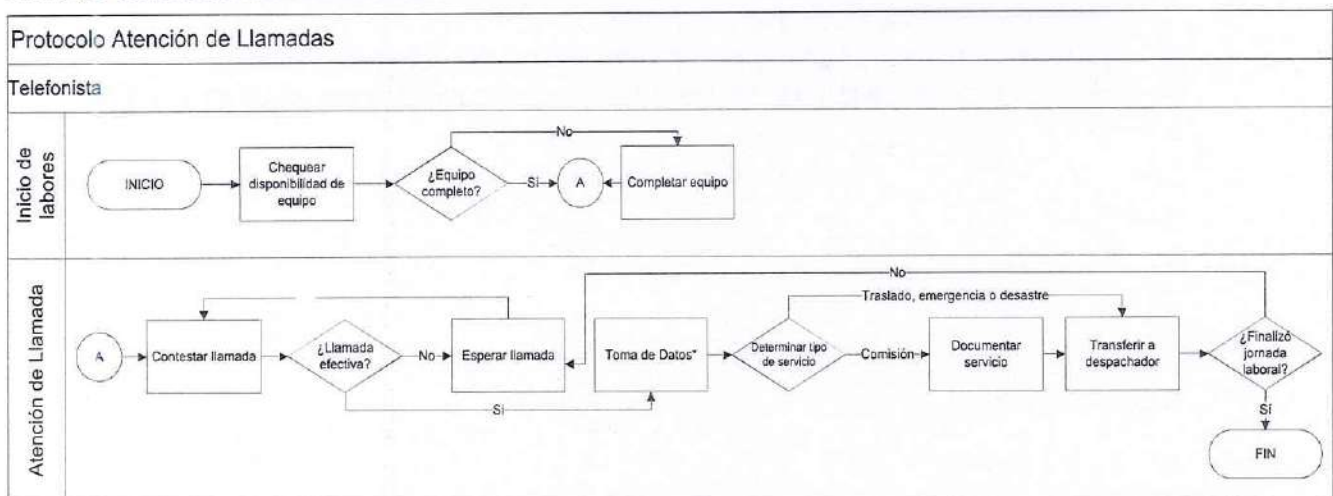 Protocolo Atención de Llamadas
Telefonista
Inicio de
labores
INICIO
Chequear
disponibilidad de
equipo
¿Equipo
completo?
No
Sí
A
Completar equipo
Atención de Llamada
A
Contestar llamada
¿Llamada
efectiva?
No
Esperar llamada
Sí
Toma de Datos*
Determinar tipo
de servicio
Traslado, emergencia o desastre
Comisión
Documentar
servicio
Transferir a
despachador
No
¿Finalizó
jornada
laboral?
Sí
FIN